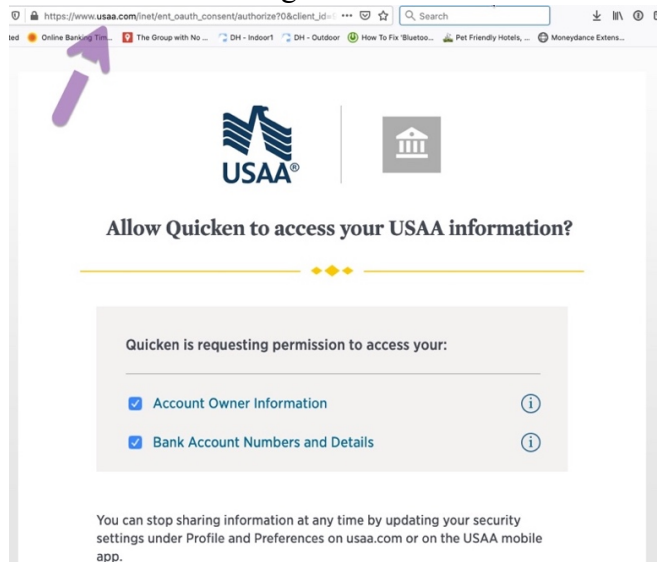 https://www.usaa.com/inet/ent_oauth_consent/authorize?0&client_id=
Search
Online Banking Tim...
The Group with No ...
DH - Indoor1
DH - Outdoor
How To Fix 'Bluetoo...
Pet Friendly Hotels, ...
Moneydance Extens...
USAA®
Allow Quicken to access your USAA information?
Quicken is requesting permission to access your:
Account Owner Information
Bank Account Numbers and Details
You can stop sharing information at any time by updating your security
settings under Profile and Preferences on usaa.com or on the USAA mobile
app.